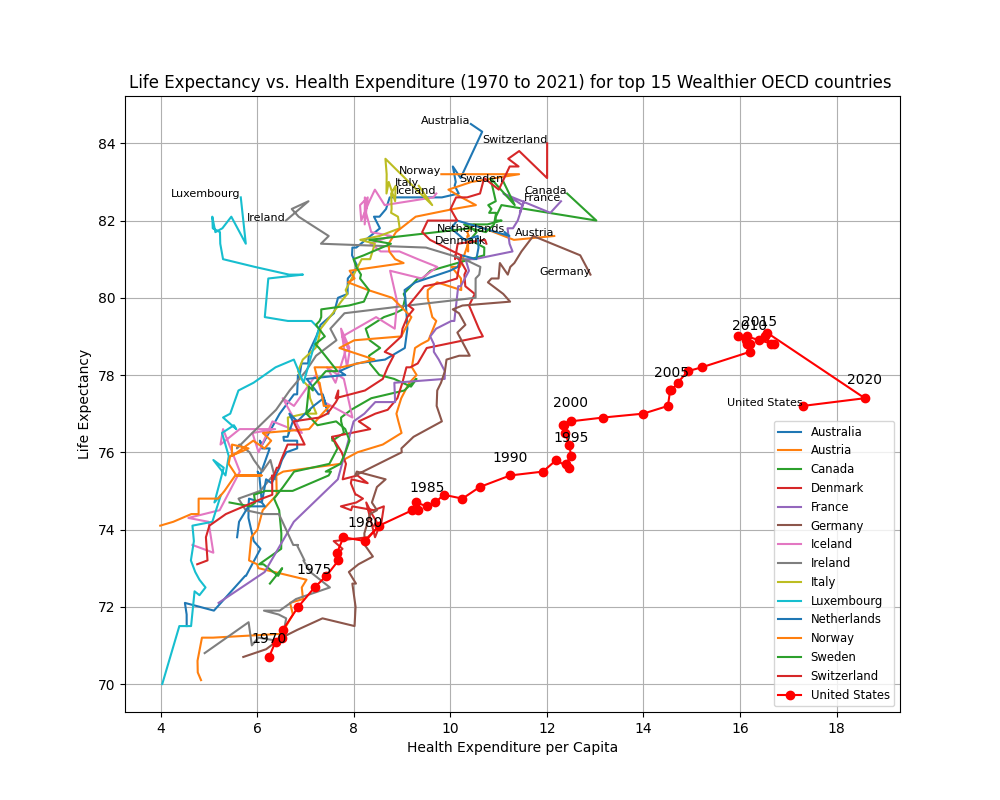 Life Expectancy vs. Health Expenditure (1970 to 2021) for top 15 Wealthier OECD countries
Life Expectancy
84
82
80
78
76
74
72
70
Australia
Switzerland
Norway
Sweden
Italy
Iceland
Canada
France
Luxembourg
Ireland
Netherlands
Austria
Denmark
Germany
2015
2010
2005
2020
2000
United States
1995
1990
1985
1980
1975
1970
Australia
Austria
Canada
Denmark
France
Germany
Iceland
Ireland
Italy
Luxembourg
Netherlands
Norway
Sweden
Switzerland
United States
4 6 8 10 12 14 16 18
Health Expenditure per Capita